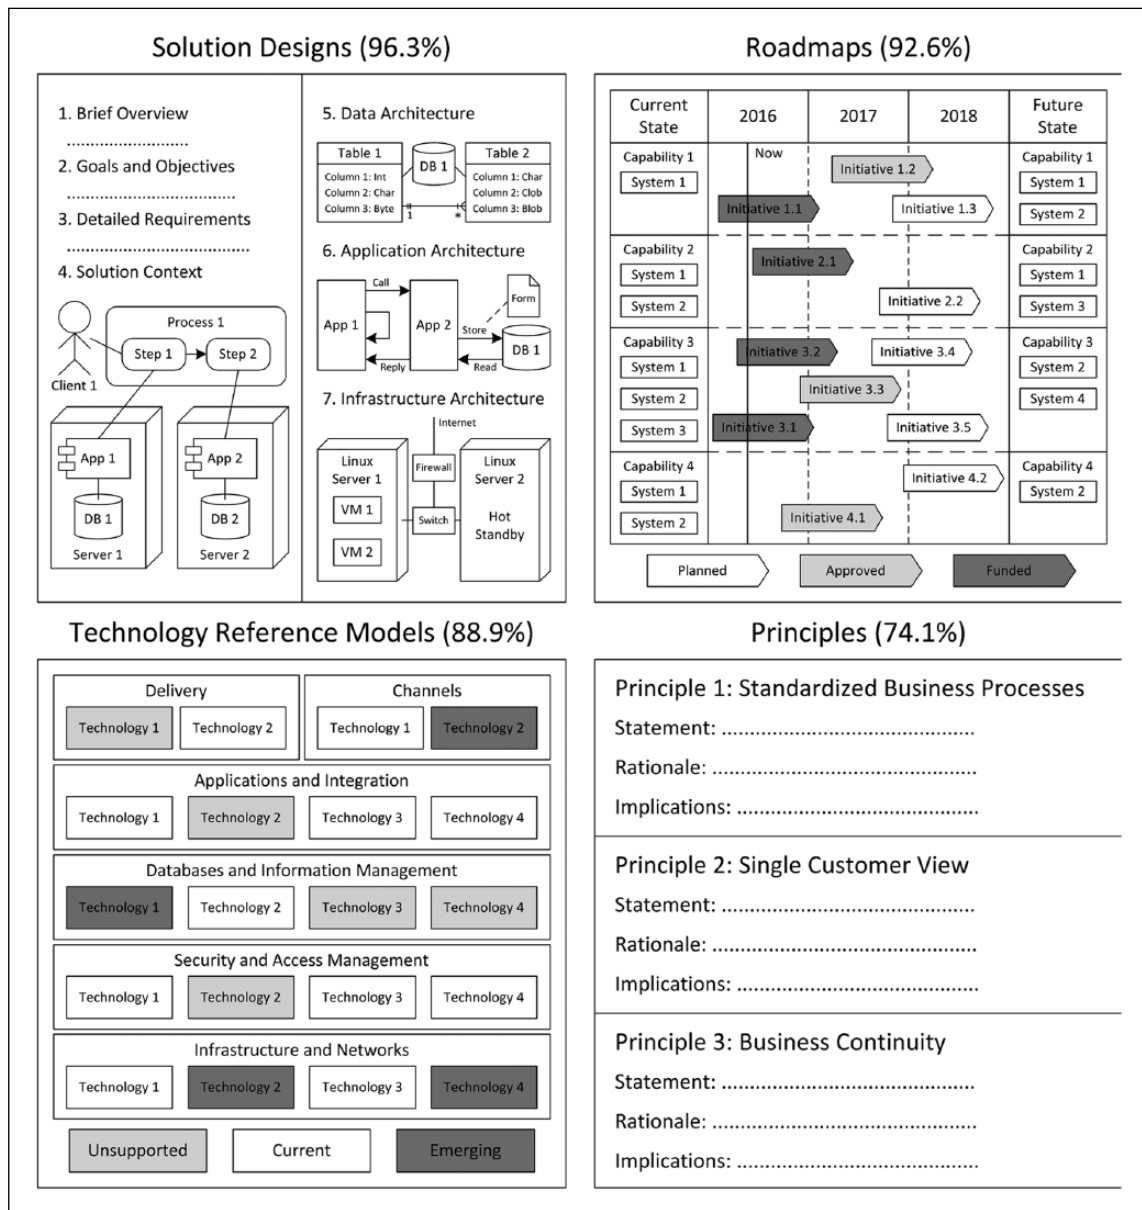 Solution Designs (96.3%)
1. Brief Overview
..........................
2. Goals and Objectives
....................................
3. Detailed Requirements
.......................................
4. Solution Context
Process 1
Step 1
Step 2
Client 1
App 1
App 2
DB 1
DB 2
Server 1
Server 2
5. Data Architecture
Table 1
DB 1
Table 2
Column 1: Int
Column 1: Char
Column 2: Char
Column 2: Clob
Column 3: Byte
Column 3: Blob
1
*
6. Application Architecture
Call
Form
App 1
App 2
Store
DB 1
Reply
Read
7. Infrastructure Architecture
Internet
Linux
Server 1
Firewall
Linux
Server 2
VM 1
Switch
Hot
Standby
VM 2
Roadmaps (92.6%)
Current
State
2016
2017
2018
Future
State
Now
Capability 1
Initiative 1.2
Capability 1
System 1
System 1
Initiative 1.1
Initiative 1.3
System 2
Capability 2
Initiative 2.1
Capability 2
System 1
System 1
System 2
Initiative 2.2
System 3
Capability 3
Initiative 3.2
Initiative 3.4
Capability 3
System 1
System 2
Initiative 3.3
System 2
System 4
System 3
Initiative 3.1
Initiative 3.5
Capability 4
Initiative 4.2
Capability 4
System 1
System 2
System 2
Initiative 4.1
Planned
Approved
Funded
Technology Reference Models (88.9%)
Delivery
Technology 1
Technology 2
Channels
Technology 1
Technology 2
Applications and Integration
Technology 1
Technology 2
Technology 3
Technology 4
Databases and Information Management
Technology 1
Technology 2
Technology 3
Technology 4
Security and Access Management
Technology 1
Technology 2
Technology 3
Technology 4
Infrastructure and Networks
Technology 1
Technology 2
Technology 3
Technology 4
Unsupported
Current
Emerging
Principles (74.1%)
Principle 1: Standardized Business Processes
Statement: ..........................................
Rationale: ............................................
Implications: ........................................
Principle 2: Single Customer View
Statement: ..........................................
Rationale: ............................................
Implications: ........................................
Principle 3: Business Continuity
Statement: ..........................................
Rationale: ............................................
Implications: ........................................